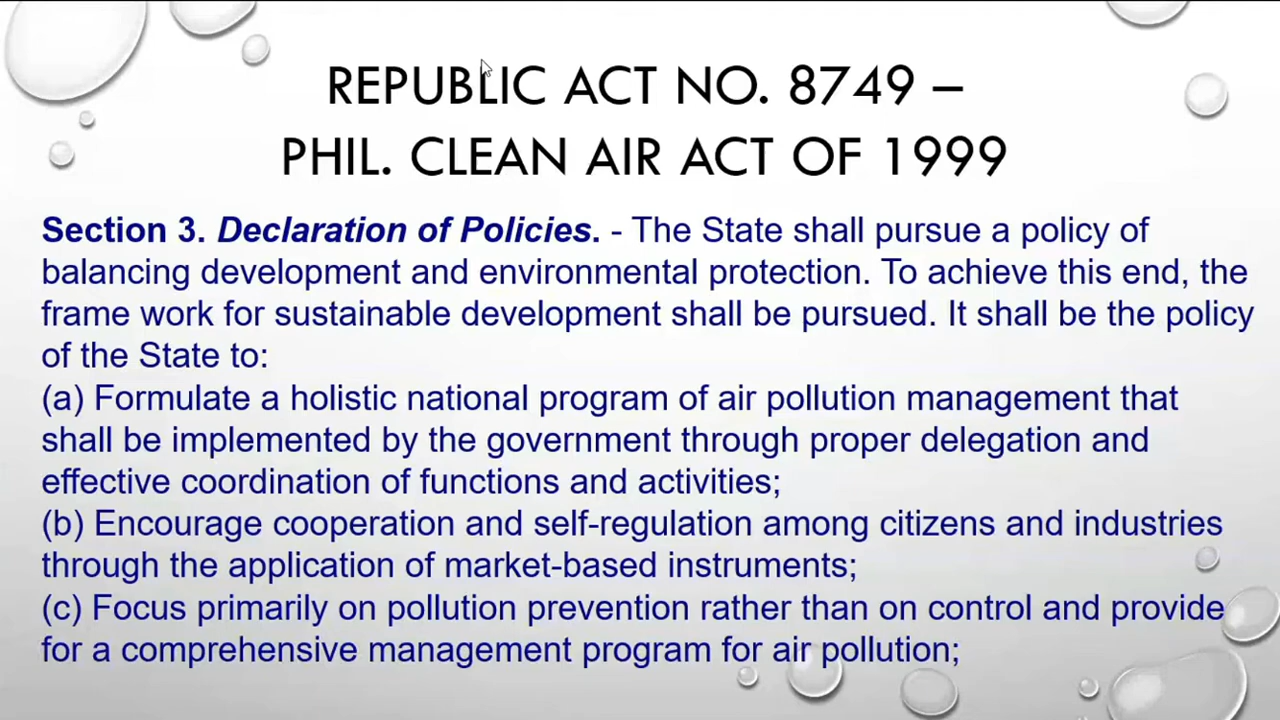 REPUBLIC ACT NO. 8749 –
PHIL. CLEAN AIR ACT OF 1999
Section 3. Declaration of Policies. - The State shall pursue a policy of
balancing development and environmental protection. To achieve this end, the
frame work for sustainable development shall be pursued. It shall be the policy
of the State to:
(a) Formulate a holistic national program of air pollution management that
shall be implemented by the government through proper delegation and
effective coordination of functions and activities;
(b) Encourage cooperation and self-regulation among citizens and industries
through the application of market-based instruments;
(c) Focus primarily on pollution prevention rather than on control and provide
for a comprehensive management program for air pollution;